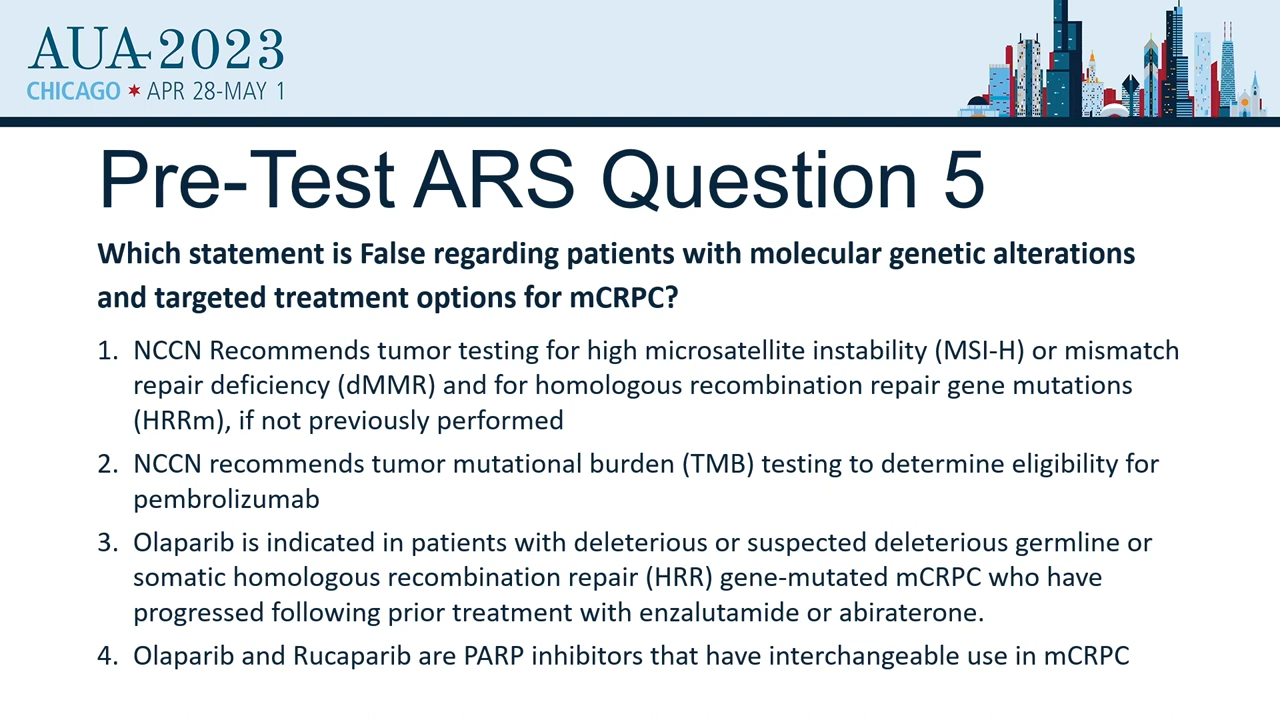 AUA 2023
CHICAGO ✶ APR 28-MAY 1
Pre-Test ARS Question 5
Which statement is False regarding patients with molecular genetic alterations
and targeted treatment options for mCRPC?
1. NCCN Recommends tumor testing for high microsatellite instability (MSI-H) or mismatch
repair deficiency (dMMR) and for homologous recombination repair gene mutations
(HRRm), if not previously performed
2. NCCN recommends tumor mutational burden (TMB) testing to determine eligibility for
pembrolizumab
3. Olaparib is indicated in patients with deleterious or suspected deleterious germline or
somatic homologous recombination repair (HRR) gene-mutated mCRPC who have
progressed following prior treatment with enzalutamide or abiraterone.
4. Olaparib and Rucaparib are PARP inhibitors that have interchangeable use in mCRPC